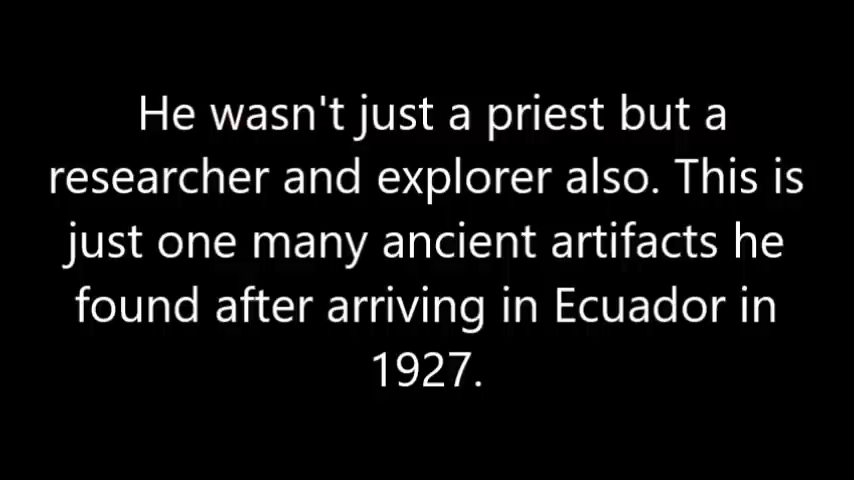 He wasn't just a priest but a
researcher and explorer also. This is
just one many ancient artifacts he
found after arriving in Ecuador in
1927.